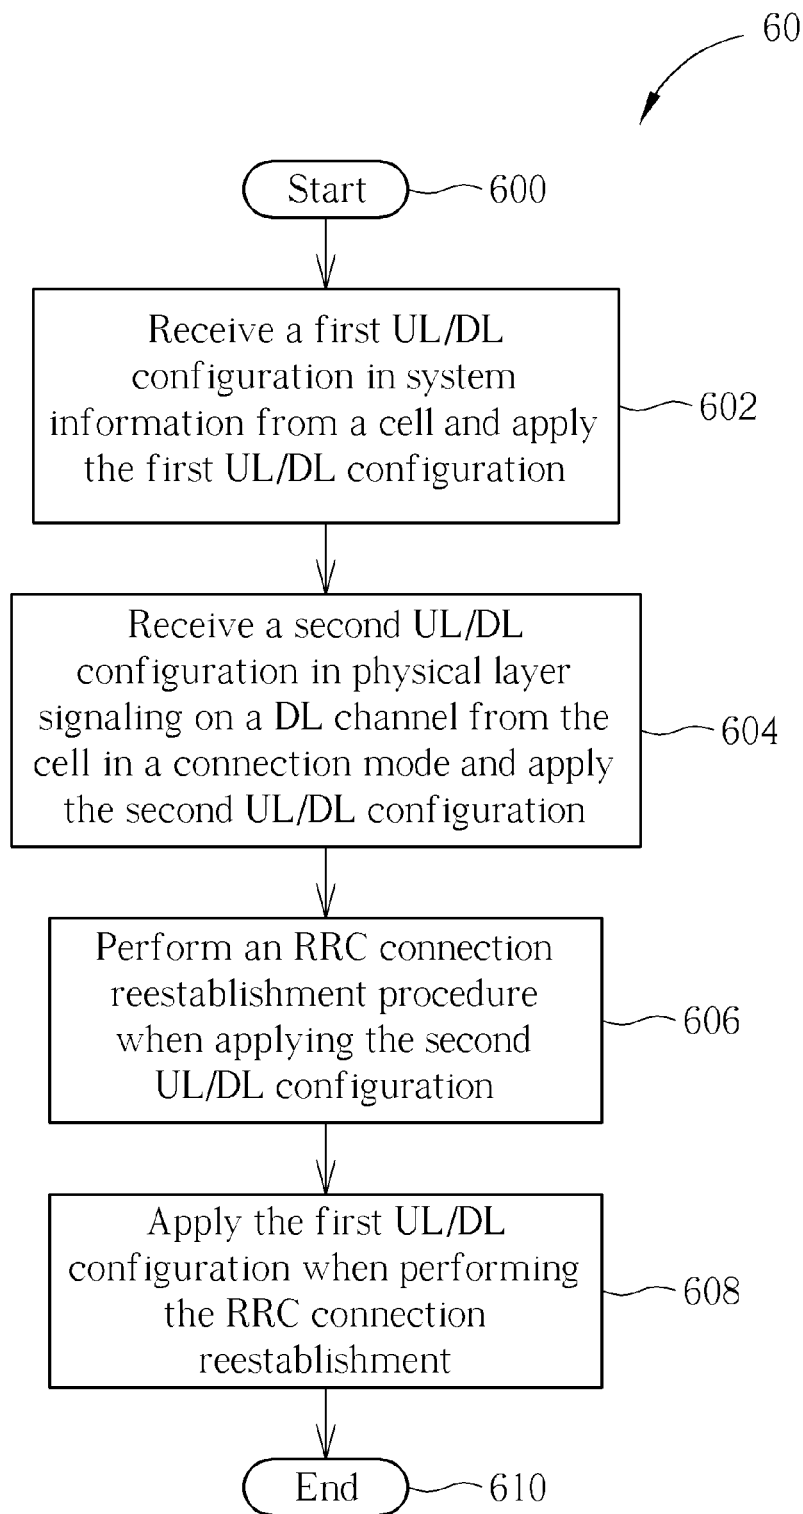 60
Start
600
Receive a first UL/DL
configuration in system
information from a cell and apply
the first UL/DL configuration
602
Receive a second UL/DL
configuration in physical layer
signaling on a DL channel from the
cell in a connection mode and apply
the second UL/DL configuration
604
Perform an RRC connection
reestablishment procedure
when applying the second
UL/DL configuration
606
Apply the first UL/DL
configuration when performing
the RRC connection
reestablishment
608
End
610